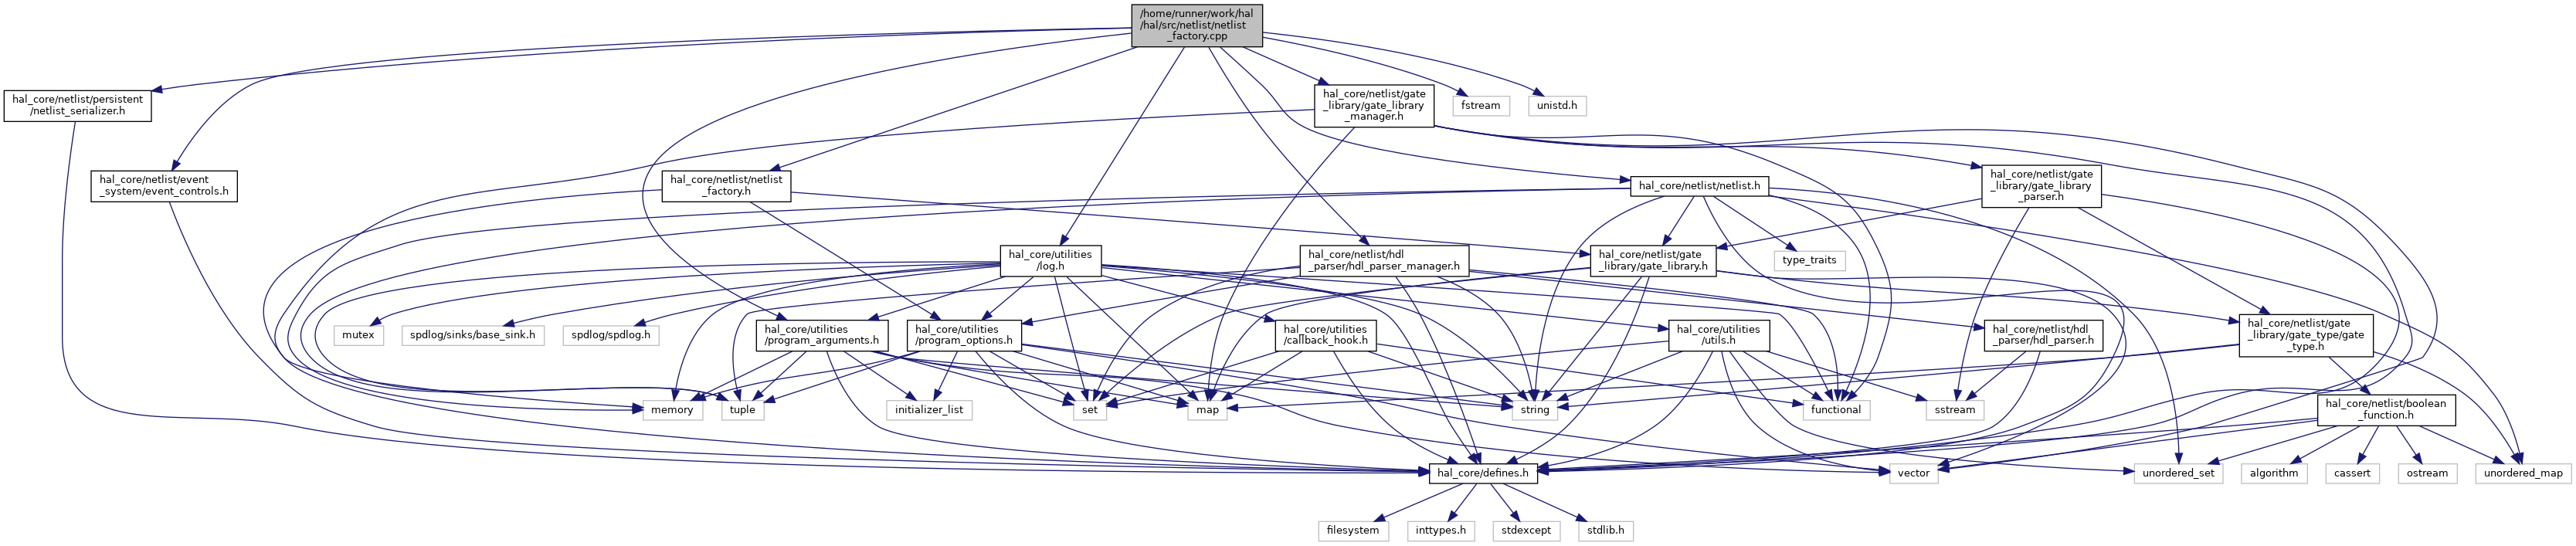 /home/runner/work/hal
/hal/src/netlist/netlist
_factory.cpp
hal_core/netlist/persistent
/netlist_serializer.h
hal_core/netlist/gate
_library/gate_library
_manager.h
fstream
unistd.h
hal_core/netlist/event
_system/event_controls.h
hal_core/netlist/netlist
_factory.h
hal_core/netlist/netlist.h
hal_core/netlist/gate
_library/gate_library
_parser.h
hal_core/utilities
/log.h
hal_core/netlist/hdl
_parser/hdl_parser_manager.h
hal_core/netlist/gate
_library/gate_library.h
type_traits
mutex
spdlog/sinks/base_sink.h
spdlog/spdlog.h
hal_core/utilities
/program_arguments.h
hal_core/utilities
/program_options.h
hal_core/utilities
/callback_hook.h
hal_core/utilities
/utils.h
hal_core/netlist/hdl
_parser/hdl_parser.h
hal_core/netlist/gate
_library/gate_type/gate
_type.h
memory
tuple
initializer_list
set
map
string
functional
sstream
hal_core/netlist/boolean
_function.h
hal_core/defines.h
vector
unordered_set
algorithm
cassert
ostream
unordered_map
filesystem
inttypes.h
stdexcept
stdlib.h